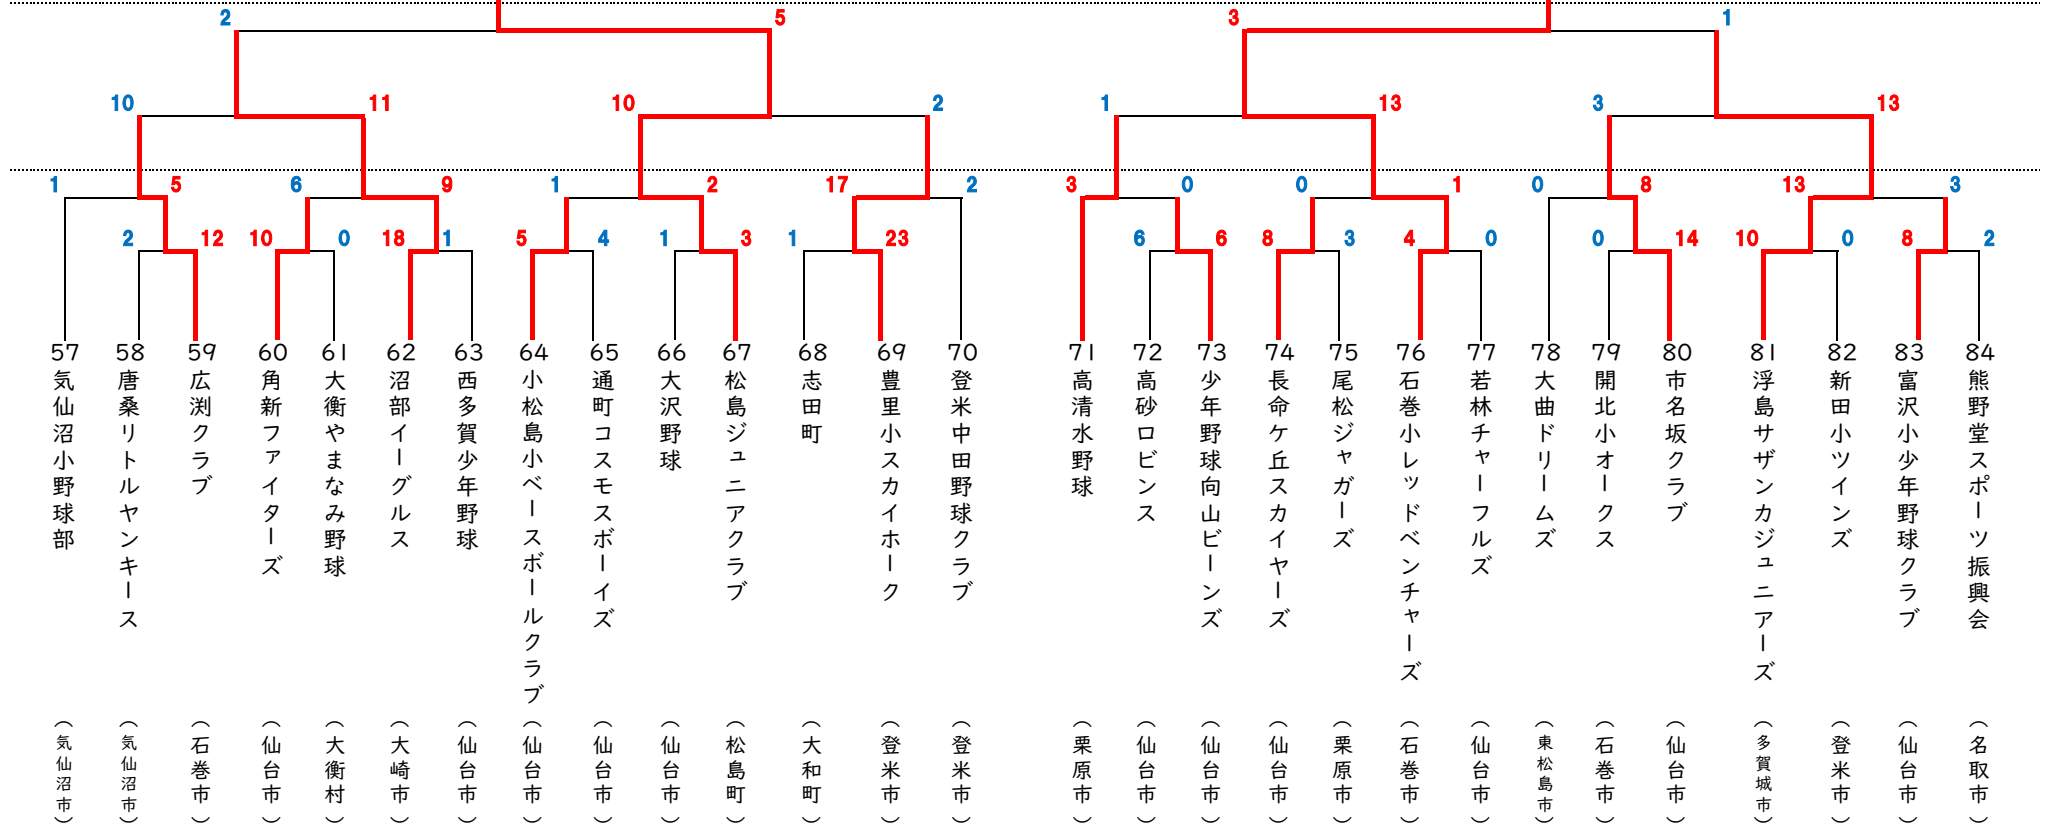 2 5 3 1
10 11 10 2 1 13 3 13
1 5 6 9 1 2 17 2 3 0 0 1 0 8 13 3
2 12 10 0 18 1 5 4 1 3 1 23 6 6 8 3 4 0 0 14 10 0 8 2
57 気仙沼小野球部 (気仙沼市)
58 唐桑リトルヤンキース (気仙沼市)
59 広渕クラブ (石巻市)
60 角新ファイターズ (仙台市)
61 大衡やまなみ野球 (大衡村)
62 沼部イーグルス (大崎市)
63 西多賀少年野球 (仙台市)
64 小松島小ベースボールクラブ (仙台市)
65 通町コスモスボーイズ (仙台市)
66 大沢野球 (仙台市)
67 松島ジュニアクラブ (松島町)
68 志田町 (大和町)
69 豊里小スカイホーク (登米市)
70 登米中田野球クラブ (登米市)
71 高清水野球 (栗原市)
72 高砂ロビンス (仙台市)
73 少年野球向山ビーンズ (仙台市)
74 長命ケ丘スカイヤーズ (仙台市)
75 尾松ジャガーズ (栗原市)
76 石巻小レッドベンチャーズ (石巻市)
77 若林チャーフルズ (仙台市)
78 大曲ドリームズ (東松島市)
79 開北小オークス (石巻市)
80 市名坂クラブ (仙台市)
81 浮島サザンカジュニアーズ (多賀城市)
82 新田小ツインズ (登米市)
83 富沢小少年野球クラブ (仙台市)
84 熊野堂スポーツ振興会 (名取市)